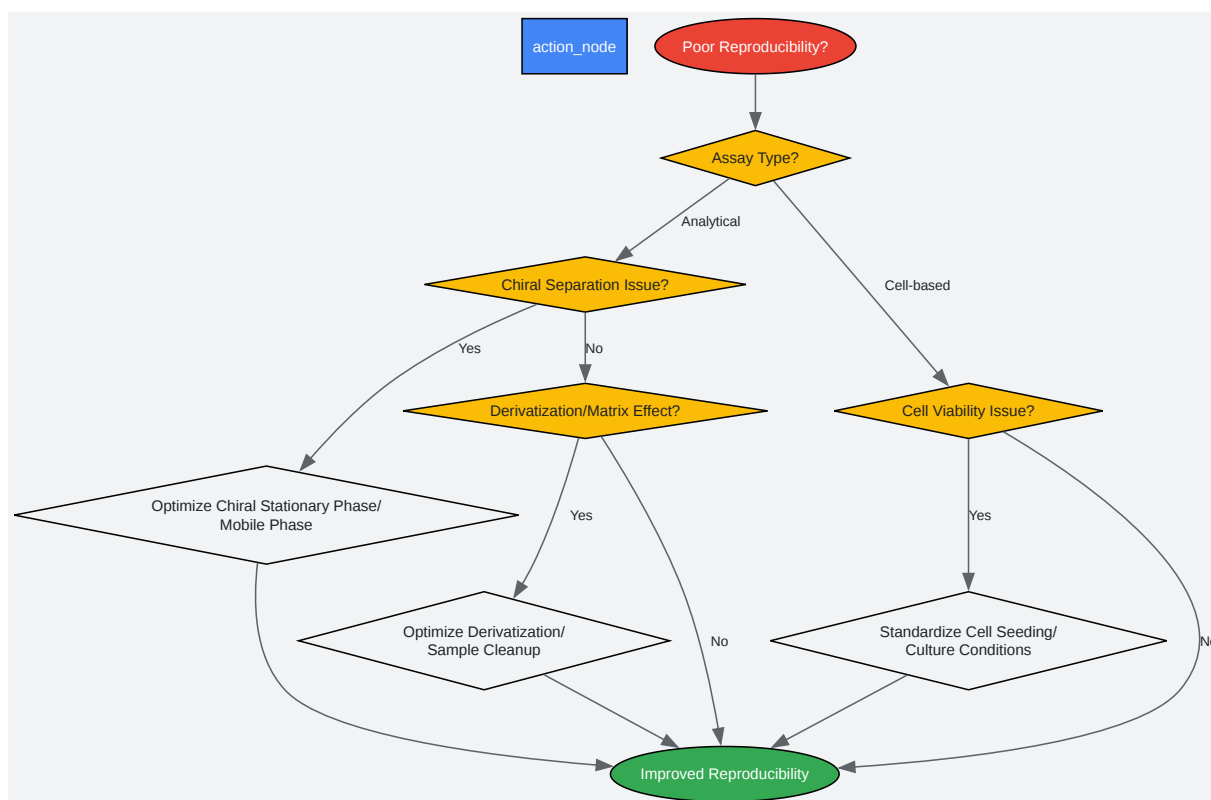 action_node
Poor Reproducibility?
Assay Type?
Analytical
Chiral Separation Issue?
Cell-based
Yes
No
Derivatization/Matrix Effect?
Cell Viability Issue?
Optimize Chiral Stationary Phase/
Mobile Phase
Yes
Yes
Optimize Derivatization/
Sample Cleanup
No
Standardize Cell Seeding/
Culture Conditions
Improved Reproducibility